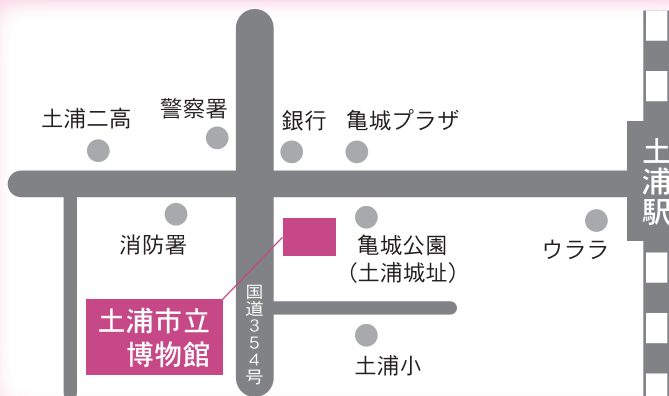 土浦二高
警察署
銀行
亀城プラザ
土浦駅
消防署
亀城公園
(土浦城址)
ウララ
土浦市立
博物館
国道354号
土浦小